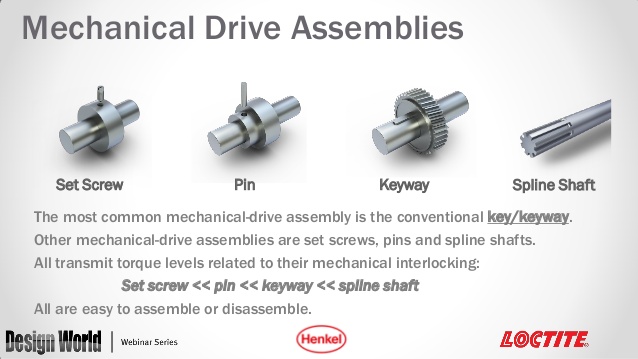 Mechanical Drive Assemblies
Set Screw
Pin
Keyway
Spline Shaft
The most common mechanical-drive assembly is the conventional key/keyway.
Other mechanical-drive assemblies are set screws, pins and spline shafts.
All transmit torque levels related to their mechanical interlocking:
Set screw << pin << keyway << spline shaft
All are easy to assemble or disassemble.
Design World
Webinar Series
Henkel
LOCTITE®